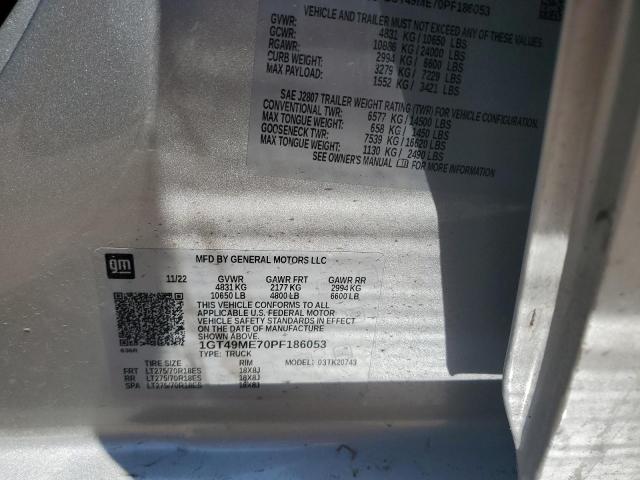 1GT49ME70PF186053
VEHICLE AND TRAILER MUST NOT EXCEED ANY OF THESE WEIGHTS
GVWR: 4831 KG/10650 LBS
GCWR: 10886 KG/24000 LBS
RGAWR: 2994 KG/ 6600 LBS
CURB WEIGHT: 3279 KG/ 7229 LBS
MAX PAYLOAD: 1552 KG/ 3421 LBS
SAE J2807 TRAILER WEIGHT RATING (TWR) FOR VEHICLE CONFIGURATION.
CONVENTIONAL TWR: 6577 KG/14500 LBS
MAX TONGUE WEIGHT: 658 KG/ 1450 LBS
GOOSENECK TWR: 7539 KG/16620 LBS
MAX TONGUE WEIGHT: 1130 KG/ 2490 LBS
SEE OWNER'S MANUAL FOR MORE INFORMATION
gm
MFD BY GENERAL MOTORS LLC
11/22 GVWR GAWR FRT GAWR RR
4831 KG 2177 KG 2994 KG
10650 LB 4800 LB 6600 LB
THIS VEHICLE CONFORMS TO ALL
APPLICABLE U.S. FEDERAL MOTOR
VEHICLE SAFETY STANDARDS IN EFFECT
ON THE DATE OF MANUFACTURE
SHOWN ABOVE.
1GT49ME70PF186053
TYPE: TRUCK MODEL: 03TK20743
TIRE SIZE RIM
FRT LT275/70R18ES 18X8J
RR LT275/70R18ES 18X8J
SPA LT275/70R18ES 18X8J